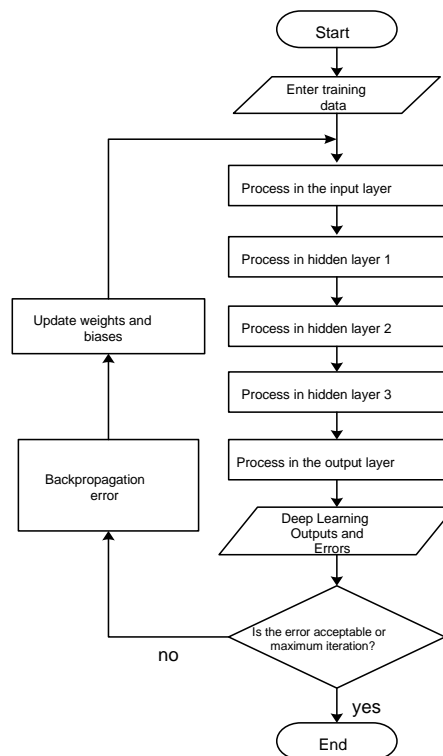 Start
Enter training
data
Process in the input layer
Process in hidden layer 1
Process in hidden layer 2
Process in hidden layer 3
Process in the output layer
Deep Learning
Outputs and
Errors
Is the error acceptable or
maximum iteration?
no
Backpropagation
error
Update weights and
biases
yes
End